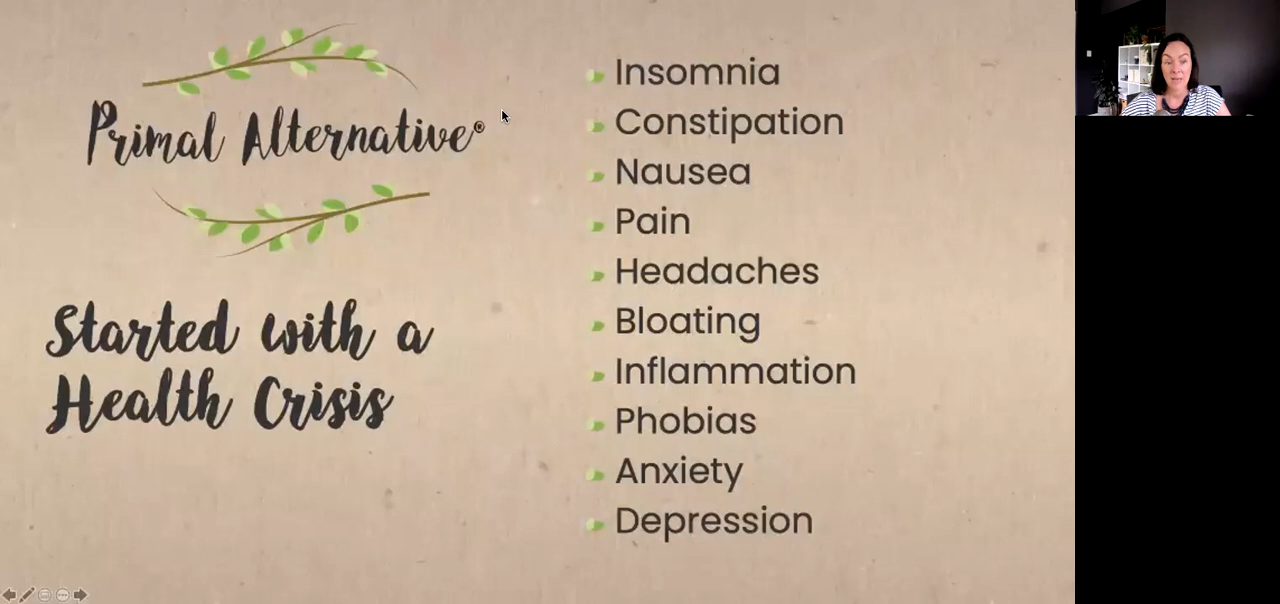 Primal Alternative®
Started with a
Health Crisis
Insomnia
Constipation
Nausea
Pain
Headaches
Bloating
Inflammation
Phobias
Anxiety
Depression